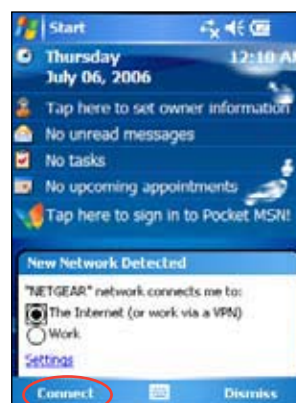 Start
Thursday 12:10 A
July 06, 2006
Tap here to set owner information
No unread messages
No tasks
No upcoming appointments
Tap here to sign in to Pocket MSN!
New Network Detected
"NETGEAR" network connects me to:
The Internet (or work via a VPN)
Work
Settings
Connect Dismiss